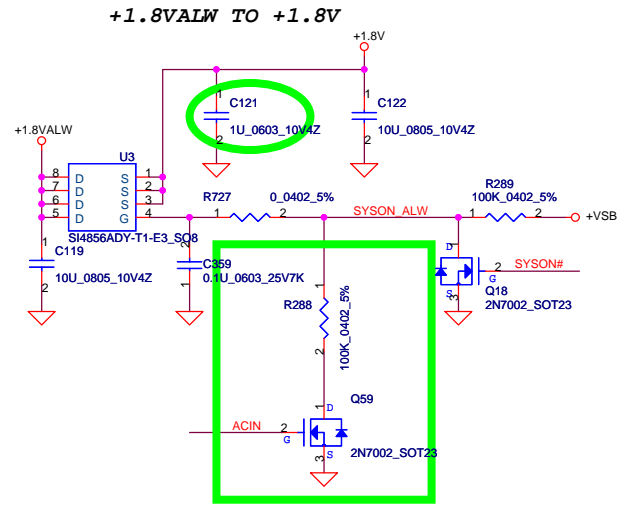 +1.8VALW TO +1.8V
+1.8V
1
C121
1U_0603_10V4Z
2
1
C122
10U_0805_10V4Z
2
+1.8VALW
U3
8 D S 1
7 D S 2
6 D S 3
5 D G 4
SI4856ADY-T1-E3_SO8
R727 0_0402_5%
1 2
SYSON_ALW
R289
100K_0402_5%
1 2
+VSB
1
C119
10U_0805_10V4Z
2
2
C359
0.1U_0603_25V7K
1
1
R288
100K_0402_5%
2
1 D
SYSON#
2
G
Q18
2N7002_SOT23
3 S
ACIN
2
G
1 D
Q59
2N7002_SOT23
3 S